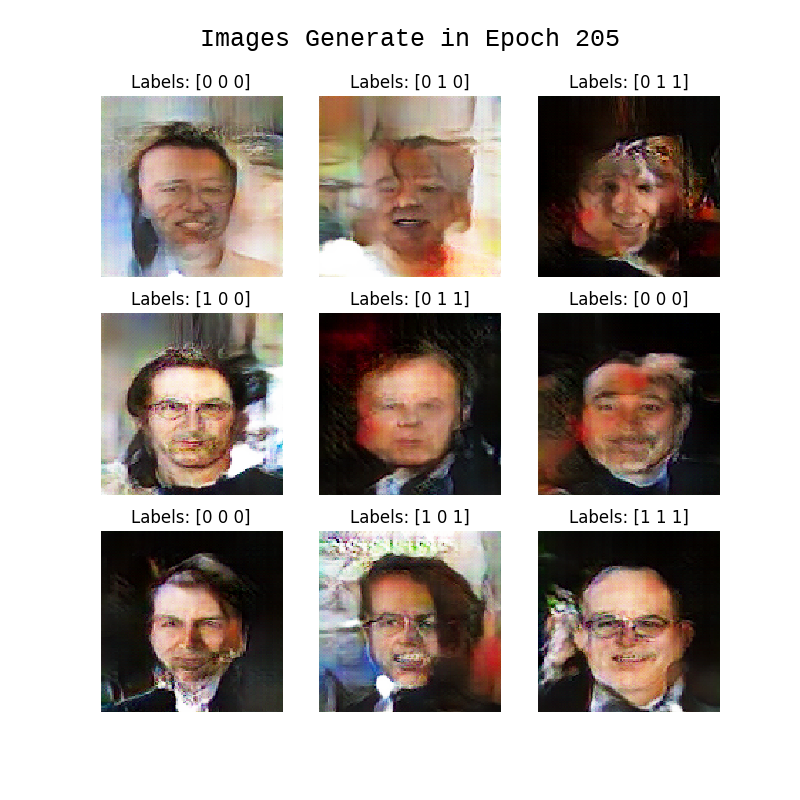 Images Generate in Epoch 205
Labels: [0 0 0]
Labels: [0 1 0]
Labels: [0 1 1]
Labels: [1 0 0]
Labels: [0 1 1]
Labels: [0 0 0]
Labels: [0 0 0]
Labels: [1 0 1]
Labels: [1 1 1]